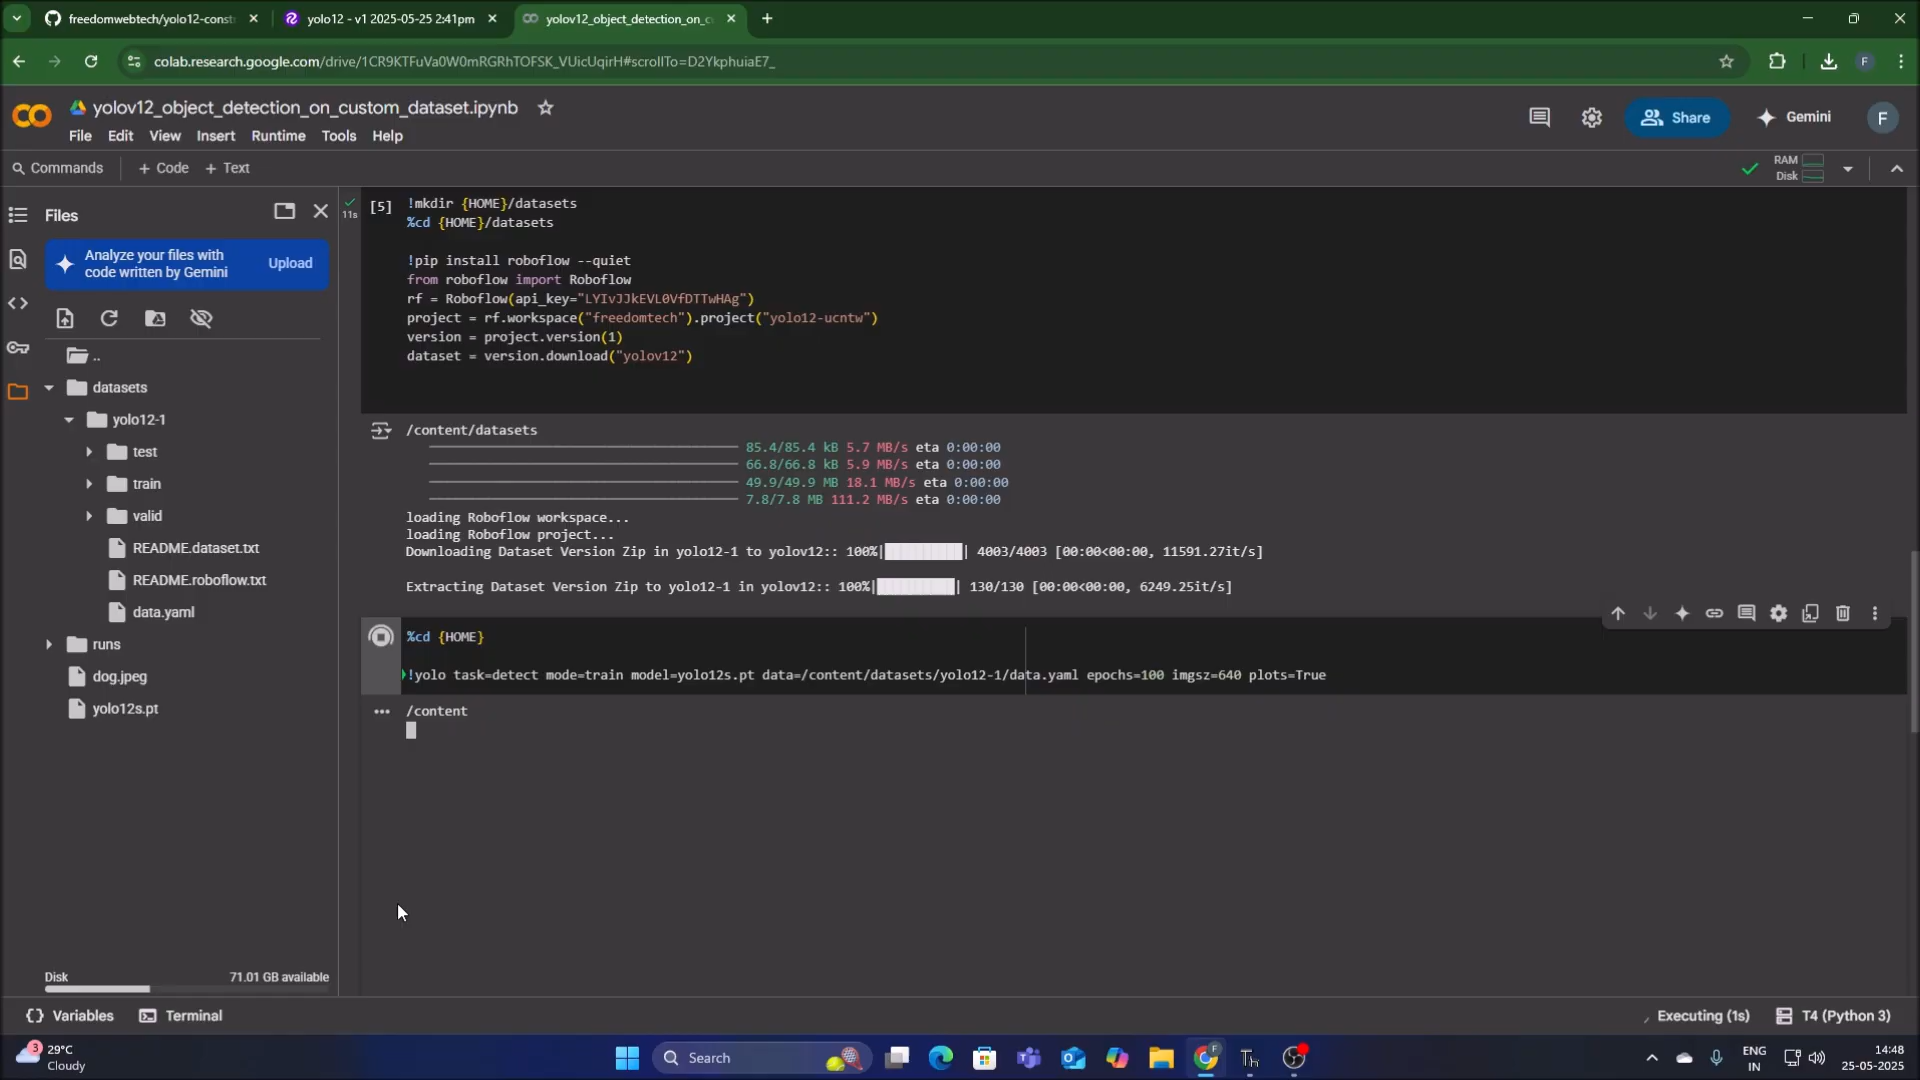 freedomwebtech/yolo12-constr
yolo12 - v1 2025-05-25 2:41pm
yolov12_object_detection_on_cu
colab.research.google.com/drive/1CR9KTFuVa0W0mRGRhTOFSK_VUicUqirH#scrollTo=D2YkphuiaE7_
F
yolov12_object_detection_on_custom_dataset.ipynb
File Edit View Insert Runtime Tools Help
Share
Gemini
F
Commands
+ Code + Text
RAM
Disk
Files
Analyze your files with
code written by Gemini
Upload
..
datasets
yolo12-1
test
train
valid
README.dataset.txt
README.roboflow.txt
data.yaml
runs
dog.jpeg
yolo12s.pt
Disk
71.01 GB available
11s
[5]
!mkdir {HOME}/datasets
%cd {HOME}/datasets
!pip install roboflow --quiet
from roboflow import Roboflow
rf = Roboflow(api_key="LYIvJJkEVL0VfDTTwHAg")
project = rf.workspace("freedomtech").project("yolo12-ucntw")
version = project.version(1)
dataset = version.download("yolov12")
/content/datasets
85.4/85.4 kB 5.7 MB/s eta 0:00:00
66.8/66.8 kB 5.9 MB/s eta 0:00:00
49.9/49.9 MB 18.1 MB/s eta 0:00:00
7.8/7.8 MB 111.2 MB/s eta 0:00:00
loading Roboflow workspace...
loading Roboflow project...
Downloading Dataset Version Zip in yolo12-1 to yolov12:: 100%|██████████| 4003/4003 [00:00<00:00, 11591.27it/s]
Extracting Dataset Version Zip to yolo12-1 in yolov12:: 100%|██████████| 130/130 [00:00<00:00, 6249.25it/s]
%cd {HOME}
!yolo task=detect mode=train model=yolo12s.pt data=/content/datasets/yolo12-1/data.yaml epochs=100 imgsz=640 plots=True
/content
Variables
Terminal
Executing (1s)
T4 (Python 3)
3
29°C
Cloudy
Search
ENG
IN
14:48
25-05-2025